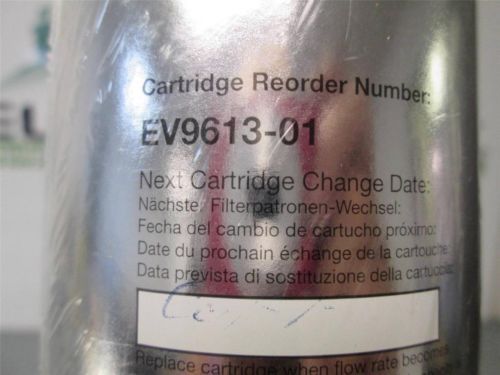 Cartridge Reorder Number:
EV9613-01
Next Cartridge Change Date:
Nächste, Filterpatronen-Wechsel:
Fecha del cambio de cartucho próximo:
Date du prochain échange de la cartouche:
Data prevista di sostituzione della cartuccia:
Replace cartridge when flow rate becomes